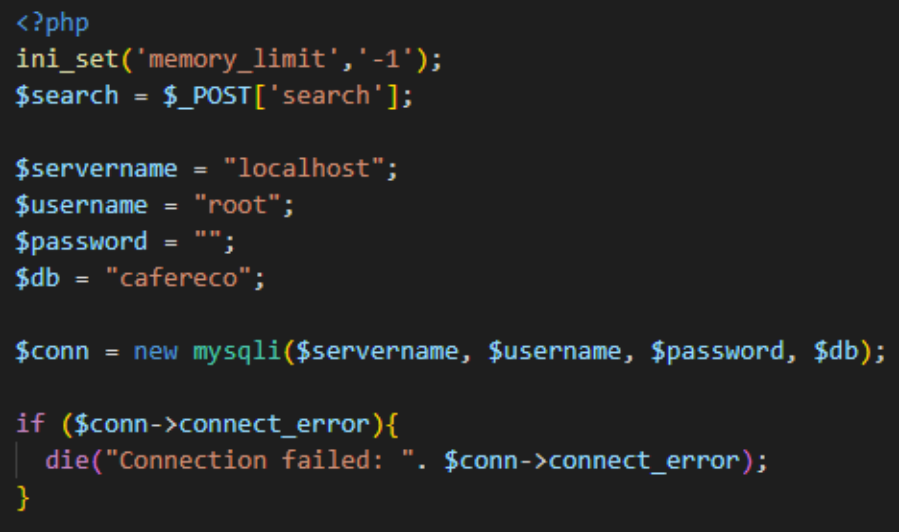 <?php
ini_set('memory_limit','-1');
$search = $_POST['search'];
$servername = "localhost";
$username = "root";
$password = "";
$db = "cafereco";
$conn = new mysqli($servername, $username, $password, $db);
if ($conn->connect_error){
die("Connection failed: ". $conn->connect_error);
}